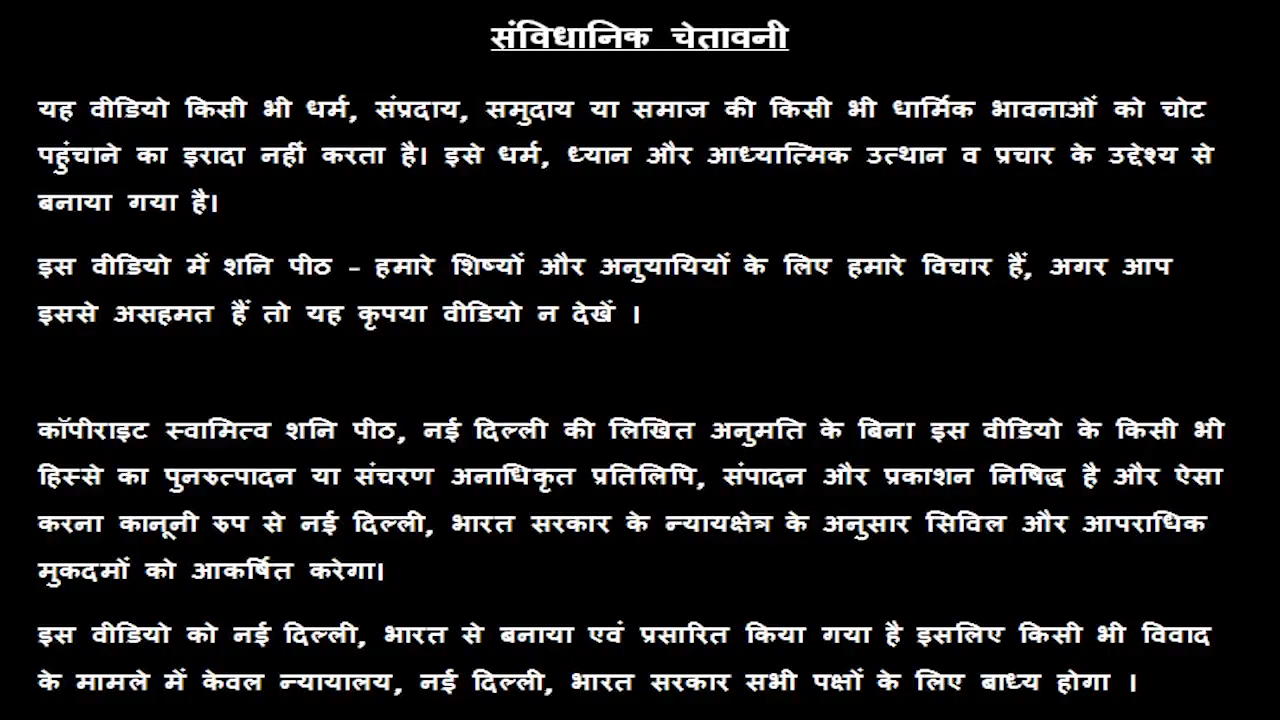 संविधानिक चेतावनी
यह वीडियो किसी भी धर्म, संप्रदाय, समुदाय या समाज की किसी भी धार्मिक भावनाओं को चोट
पहुंचाने का इरादा नहीं करता है। इसे धर्म, ध्यान और आध्यात्मिक उत्थान व प्रचार के उद्देश्य से
बनाया गया है।
इस वीडियो में शनि पीठ – हमारे शिष्यों और अनुयायियों के लिए हमारे विचार हैं, अगर आप
इससे असहमत हैं तो यह कृपया वीडियो न देखें ।
कॉपीराइट स्वामित्व शनि पीठ, नई दिल्ली की लिखित अनुमति के बिना इस वीडियो के किसी भी
हिस्से का पुनरुत्पादन या संचरण अनाधिकृत प्रतिलिपि, संपादन और प्रकाशन निषिद्ध है और ऐसा
करना कानूनी रुप से नई दिल्ली, भारत सरकार के न्यायक्षेत्र के अनुसार सिविल और आपराधिक
मुकदमों को आकर्षित करेगा।
इस वीडियो को नई दिल्ली, भारत से बनाया एवं प्रसारित किया गया है इसलिए किसी भी विवाद
के मामले में केवल न्यायालय, नई दिल्ली, भारत सरकार सभी पक्षों के लिए बाध्य होगा ।